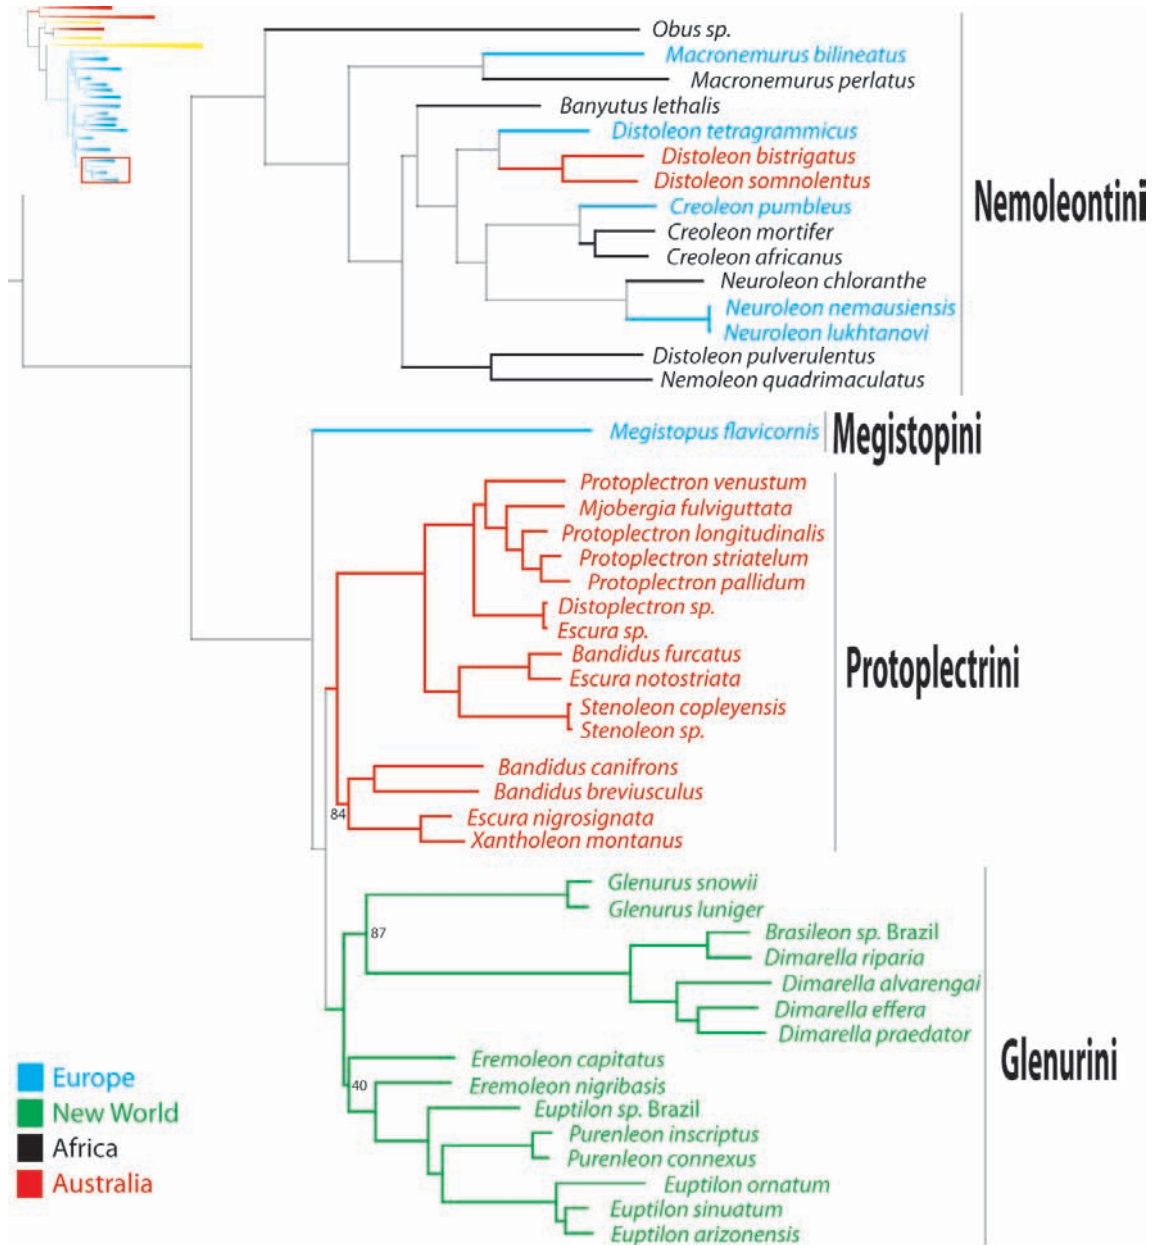 Obus sp.
Macronemurus bilineatus
Macronemurus perlatus
Banyutus lethalis
Distoleon tetragrammicus
Distoleon bistrigatus
Distoleon somnolentus
Creoleon pumbleus
Creoleon mortifer
Creoleon africanus
Neuroleon chloranthe
Neuroleon nemausiensis
Neuroleon lukhtanovi
Distoleon pulverulentus
Nemoleon quadrimaculatus
Nemoleontini
Megistopus flavicornis
Megistopini
Protoplectron venustum
Mjobergia fulviguttata
Protoplectron longitudinalis
Protoplectron striatelum
Protoplectron pallidum
Distoplectron sp.
Escura sp.
Bandidus furcatus
Escura notostriata
Stenoleon copleyensis
Stenoleon sp.
Bandidus canifrons
Bandidus breviusculus
84
Escura nigrosignata
Xantholeon montanus
Protoplectrini
Glenurus snowii
Glenurus luniger
87
Brasileon sp. Brazil
Dimarella riparia
Dimarella alvarengai
Dimarella effera
Dimarella praedator
Eremoleon capitatus
40
Eremoleon nigribasis
Euptilon sp. Brazil
Purenleon inscriptus
Purenleon connexus
Euptilon ornatum
Euptilon sinuatum
Euptilon arizonensis
Glenurini
Europe
New World
Africa
Australia